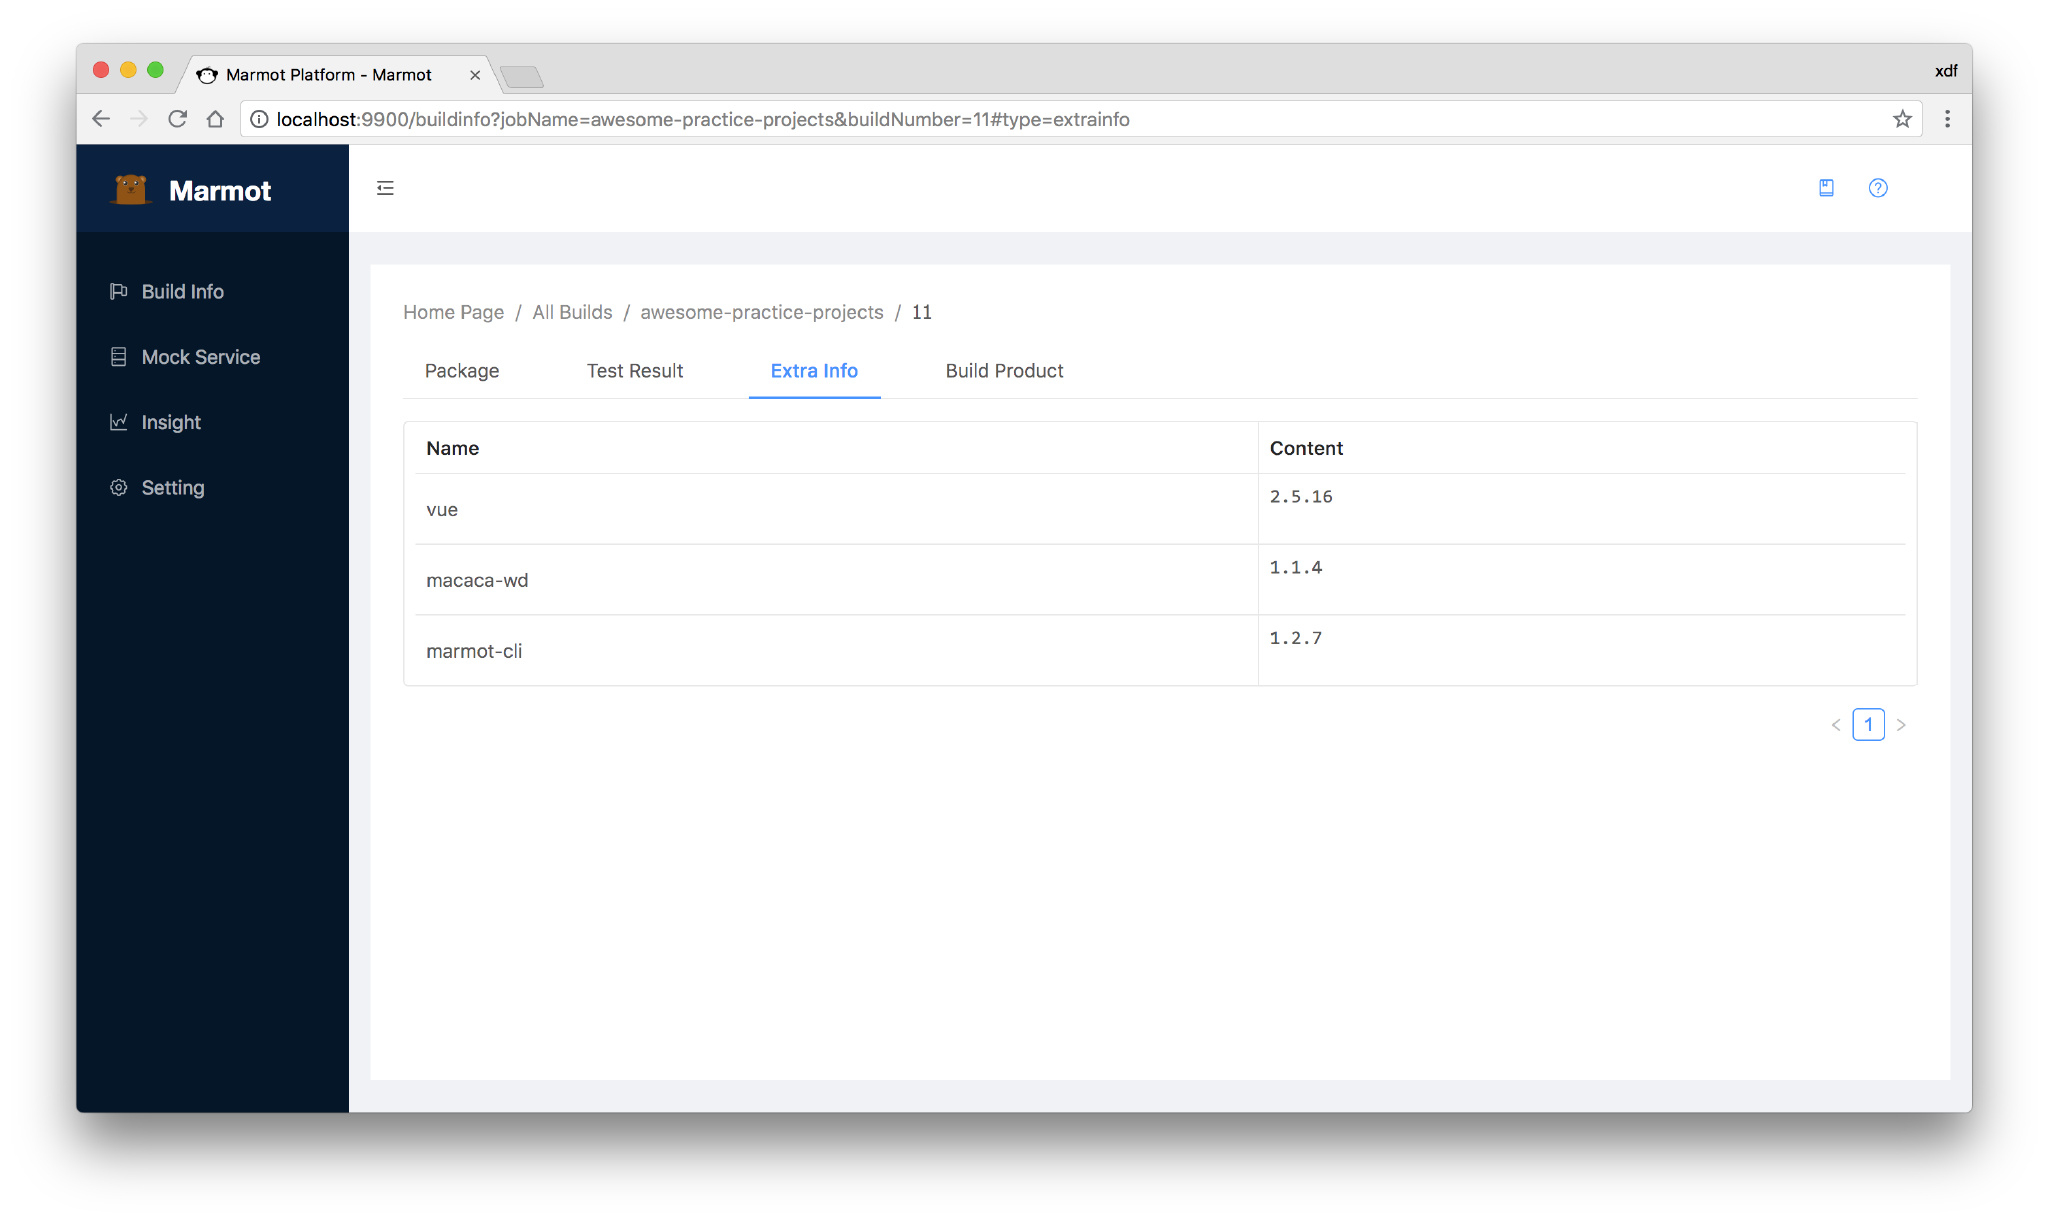 Marmot Platform - Marmot
xdf
localhost:9900/buildinfo?jobName=awesome-practice-projects&buildNumber=11#type=extrainfo
Marmot
Build Info
Mock Service
Insight
Setting
Home Page / All Builds / awesome-practice-projects / 11
Package Test Result Extra Info Build Product
Name Content
vue 2.5.16
macaca-wd 1.1.4
marmot-cli 1.2.7
< 1 >